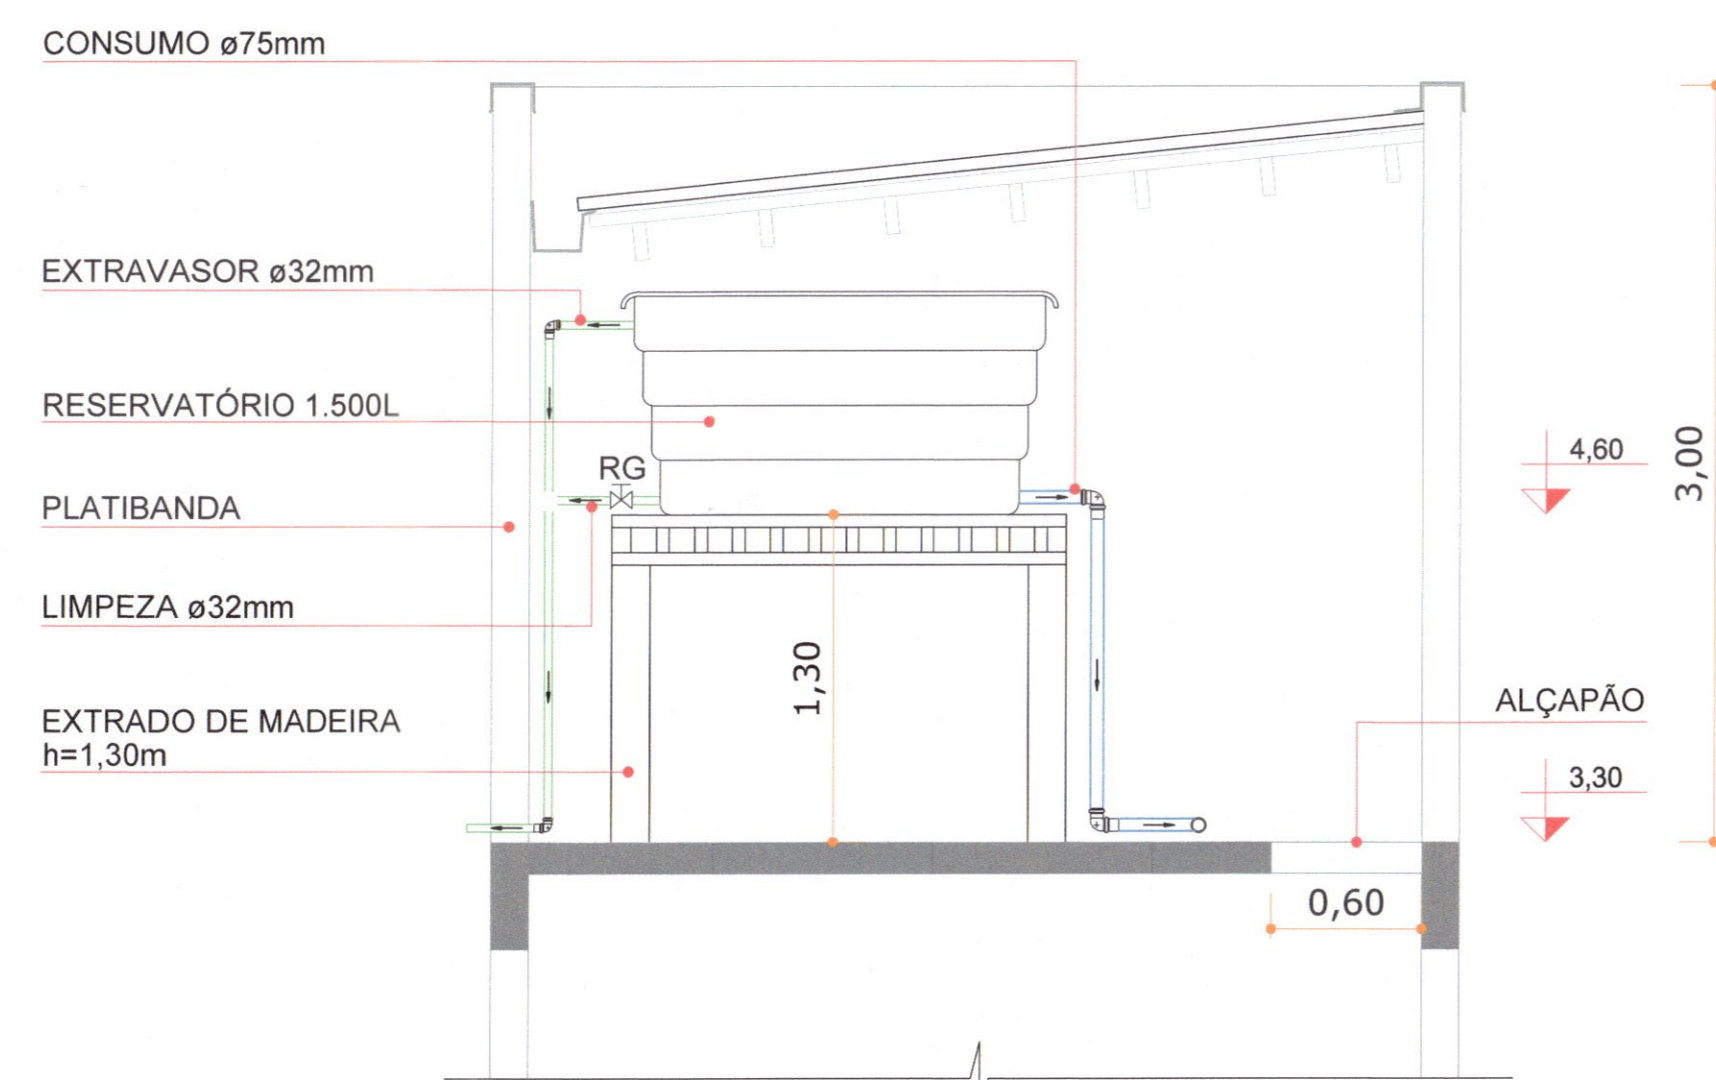 CONSUMO ø75mm
EXTRAVASOR ø32mm
RESERVATÓRIO 1.500L
RG
4,60
3,00
PLATIBANDA
LIMPEZA ø32mm
1,30
EXTRADO DE MADEIRA
h=1,30m
ALÇAPÃO
3,30
0,60